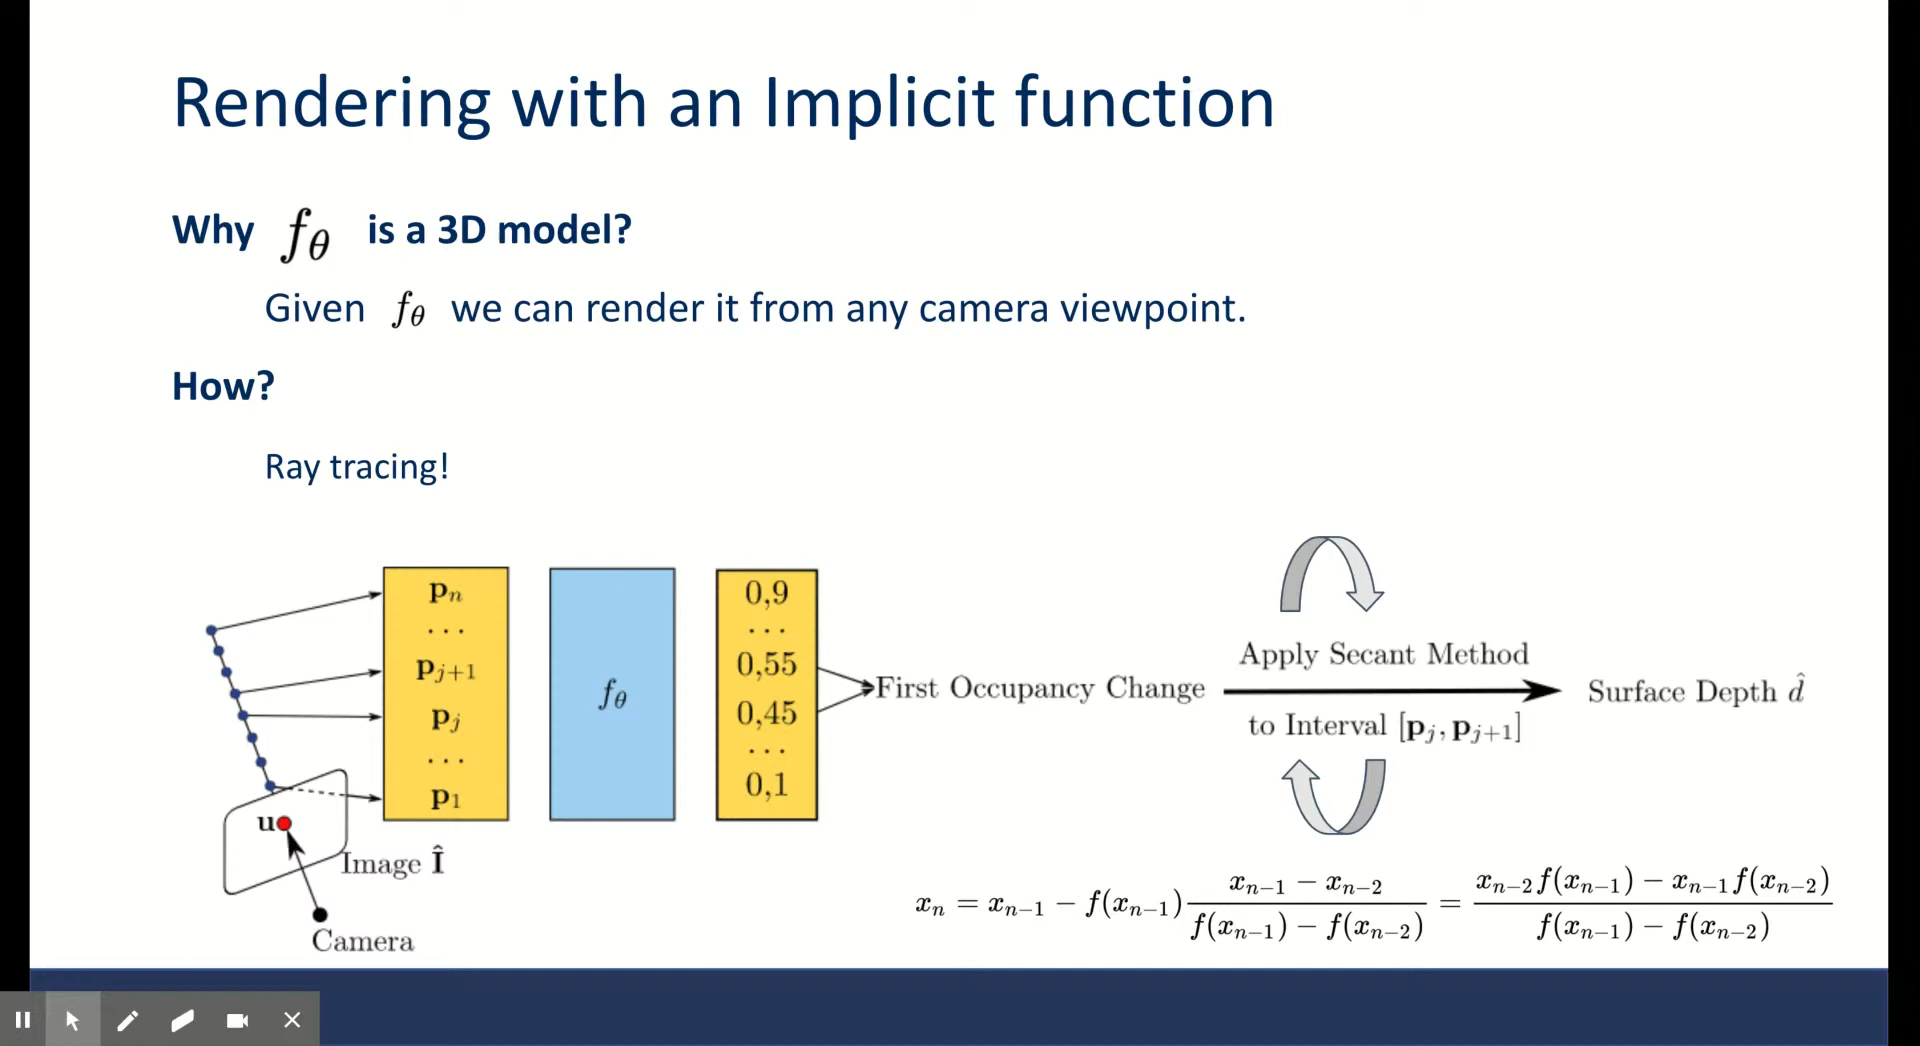 Rendering with an Implicit function
Why f_θ is a 3D model?
Given f_θ we can render it from any camera viewpoint.
How?
Ray tracing!
p_n
...
p_{j+1}
p_j
...
p_1
f_θ
0,9
...
0,55
0,45
...
0,1
First Occupancy Change
Apply Secant Method
to Interval [p_j, p_{j+1}]
Surface Depth d̂
u
Image Î
Camera
x_n = x_{n−1} − f(x_{n−1}) (x_{n−1} − x_{n−2}) / (f(x_{n−1}) − f(x_{n−2})) = (x_{n−2} f(x_{n−1}) − x_{n−1} f(x_{n−2})) / (f(x_{n−1}) − f(x_{n−2}))